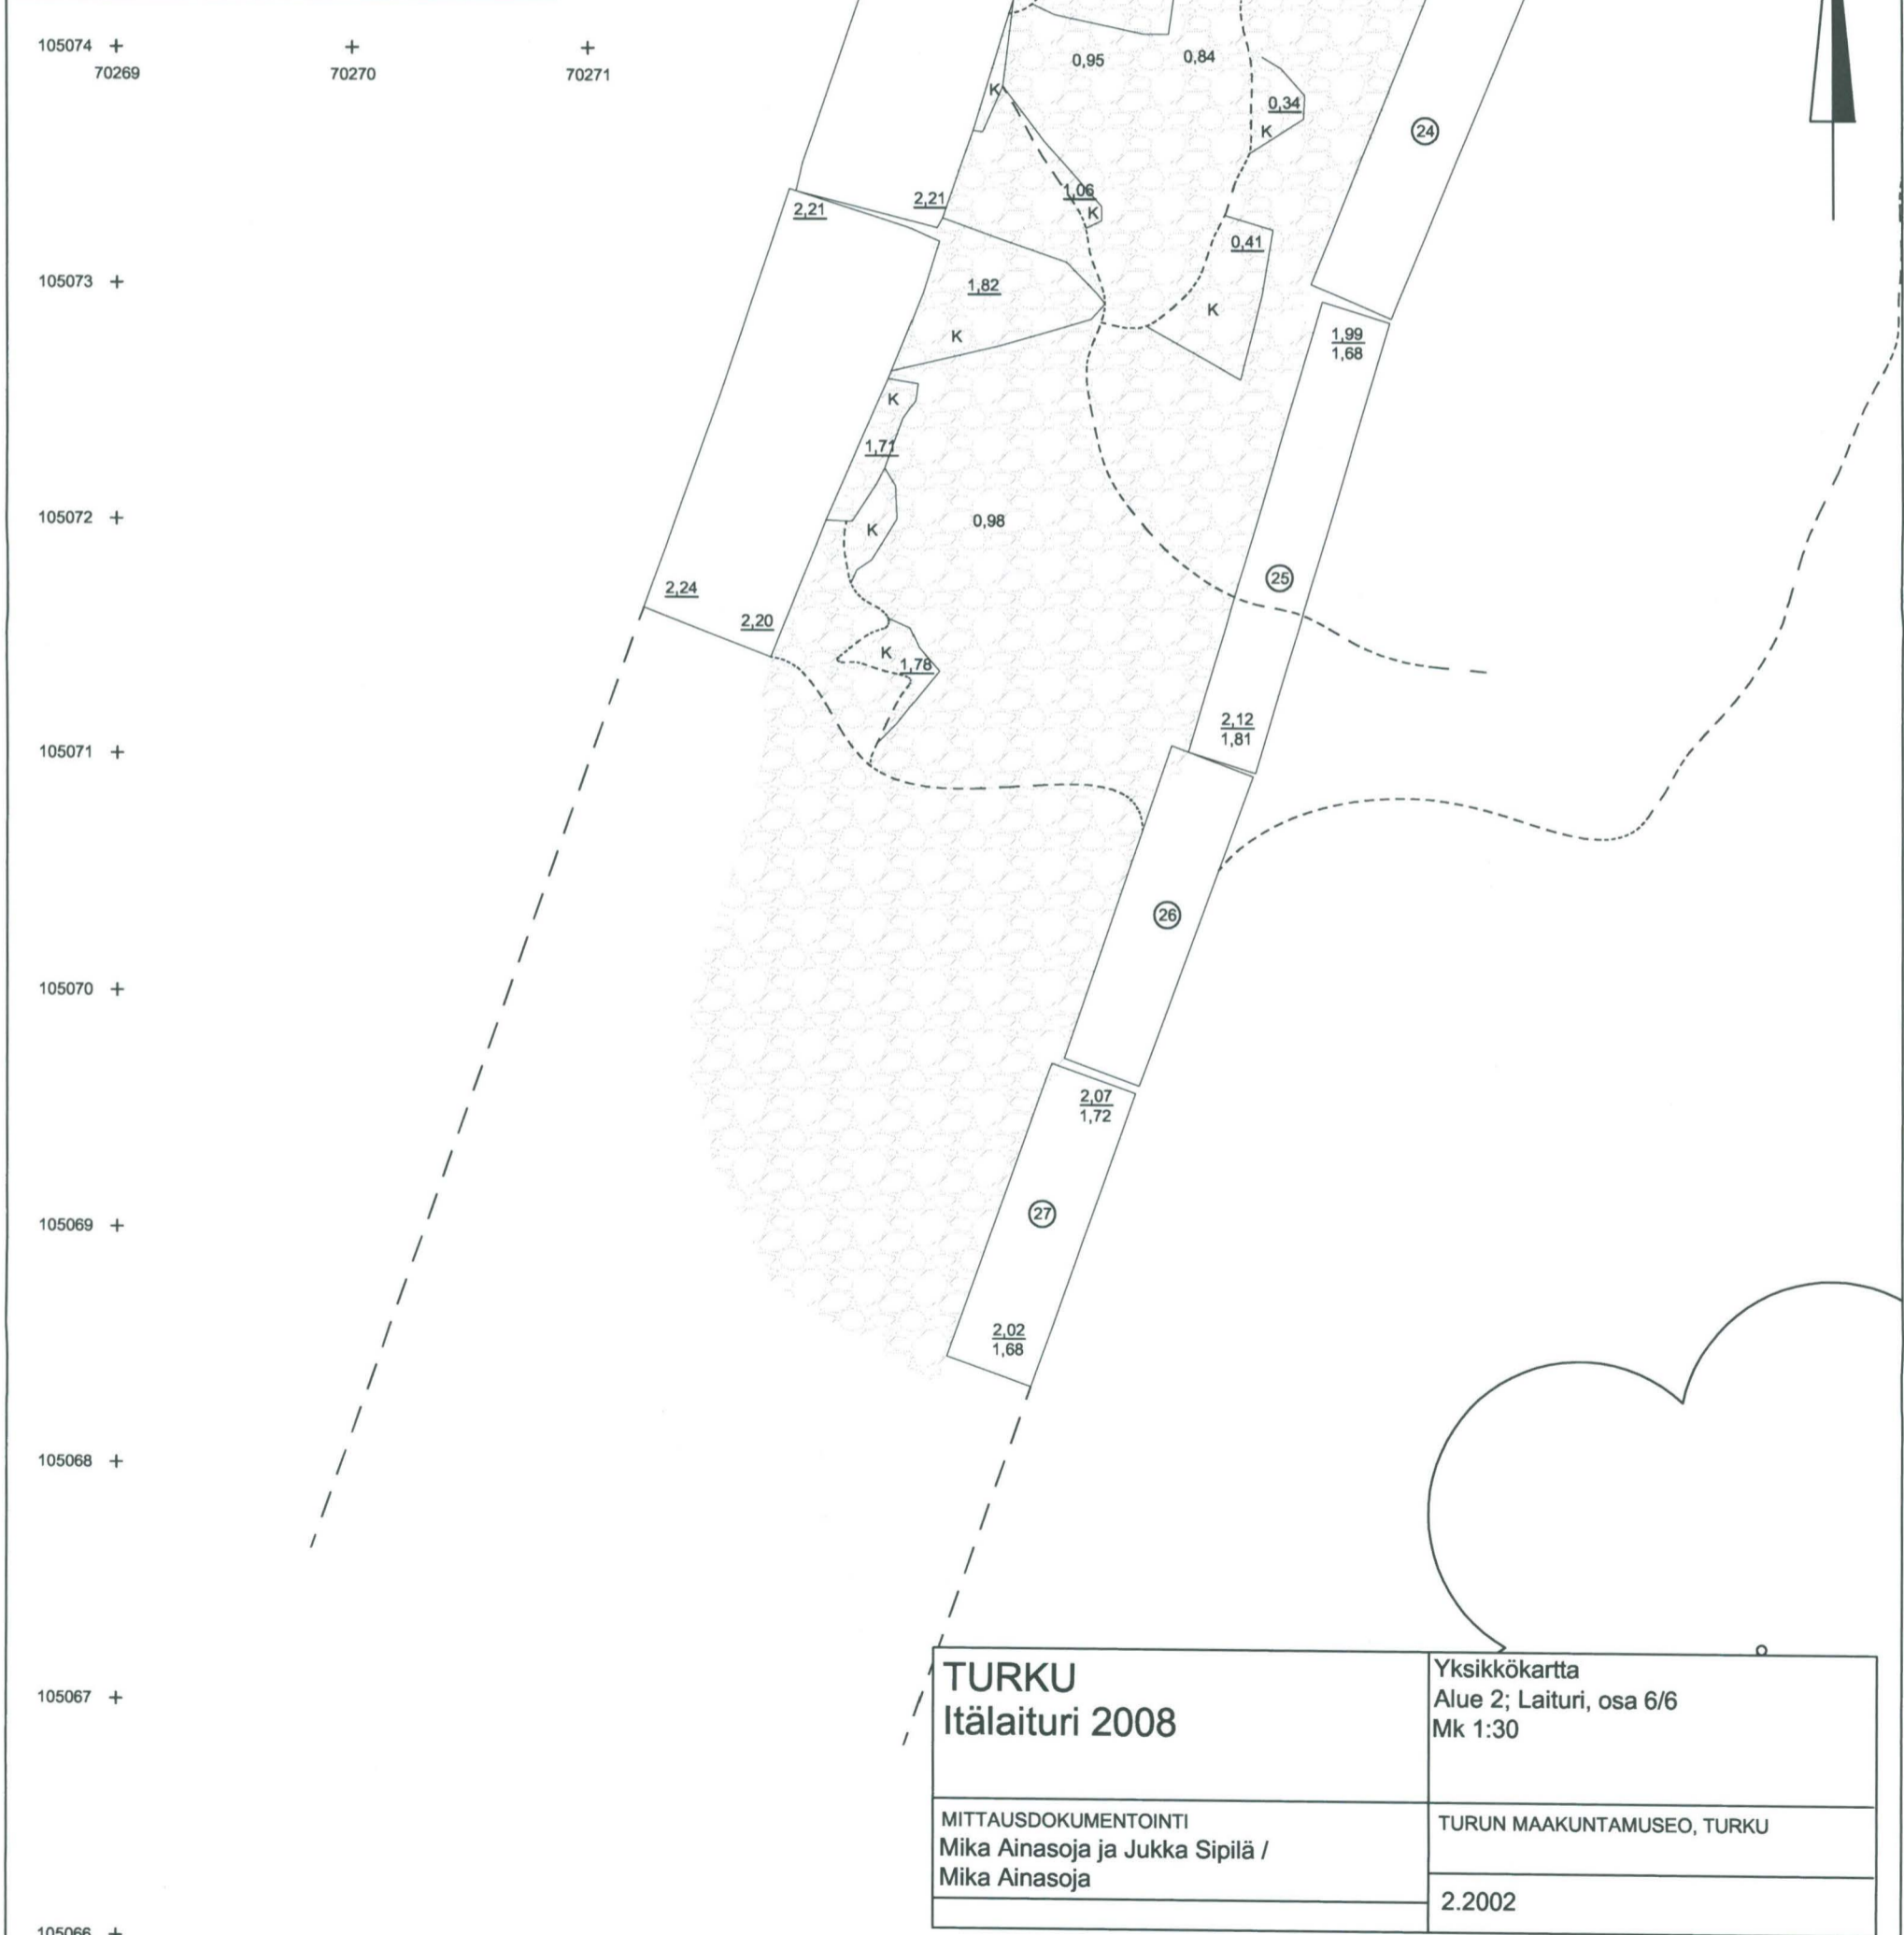 105074
70269
70270
70271
0,95
0,84
K
0,34
K
24
1,06
K
2,21
2,21
0,41
K
105073
1,82
K
1,99
1,68
K
1,71
K
105072
0,98
25
2,24
2,20
K
1,78
2,12
1,81
105071
26
105070
2,07
1,72
27
105069
2,02
1,68
105068
105067
105066
TURKU
Itälaituri 2008
Yksikkökartta
Alue 2; Laituri, osa 6/6
Mk 1:30
MITTAUSDOKUMENTOINTI
Mika Ainasoja ja Jukka Sipilä /
Mika Ainasoja
TURUN MAAKUNTAMUSEO, TURKU
2.2002